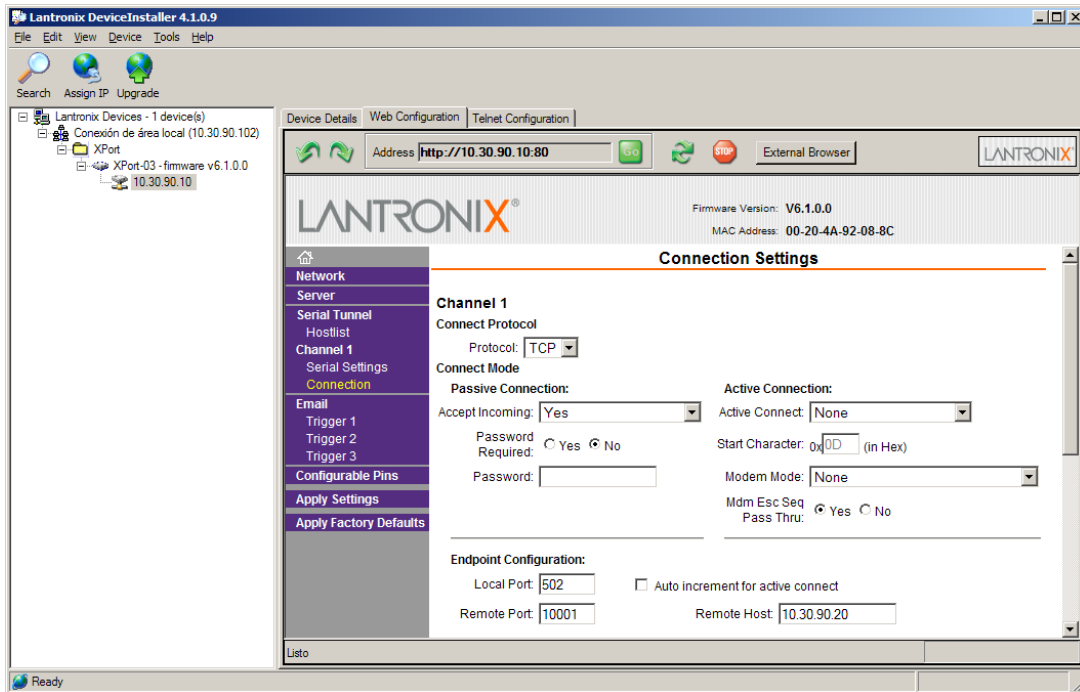 Lantronix DeviceInstaller 4.1.0.9
File Edit View Device Tools Help
Search Assign IP Upgrade
Lantronix Devices - 1 device(s)
Conexión de área local (10.30.90.102)
XPort
XPort-03 - firmware v6.1.0.0
10.30.90.10
Device Details Web Configuration Telnet Configuration
Address http://10.30.90.10:80 Go STOP External Browser LANTRONIX
LANTRONIX®
Firmware Version: V6.1.0.0
MAC Address: 00-20-4A-92-08-8C
Network
Server
Serial Tunnel
Hostlist
Channel 1
Serial Settings
Connection
Email
Trigger 1
Trigger 2
Trigger 3
Configurable Pins
Apply Settings
Apply Factory Defaults
Connection Settings
Channel 1
Connect Protocol
Protocol: TCP
Connect Mode
Passive Connection: Active Connection:
Accept Incoming: Yes Active Connect: None
Password Required: Yes No Start Character: 0x 0D (in Hex)
Password: Modem Mode: None
Mdm Esc Seq Pass Thru: Yes No
Endpoint Configuration:
Local Port: 502 Auto increment for active connect
Remote Port: 10001 Remote Host: 10.30.90.20
Listo
Ready